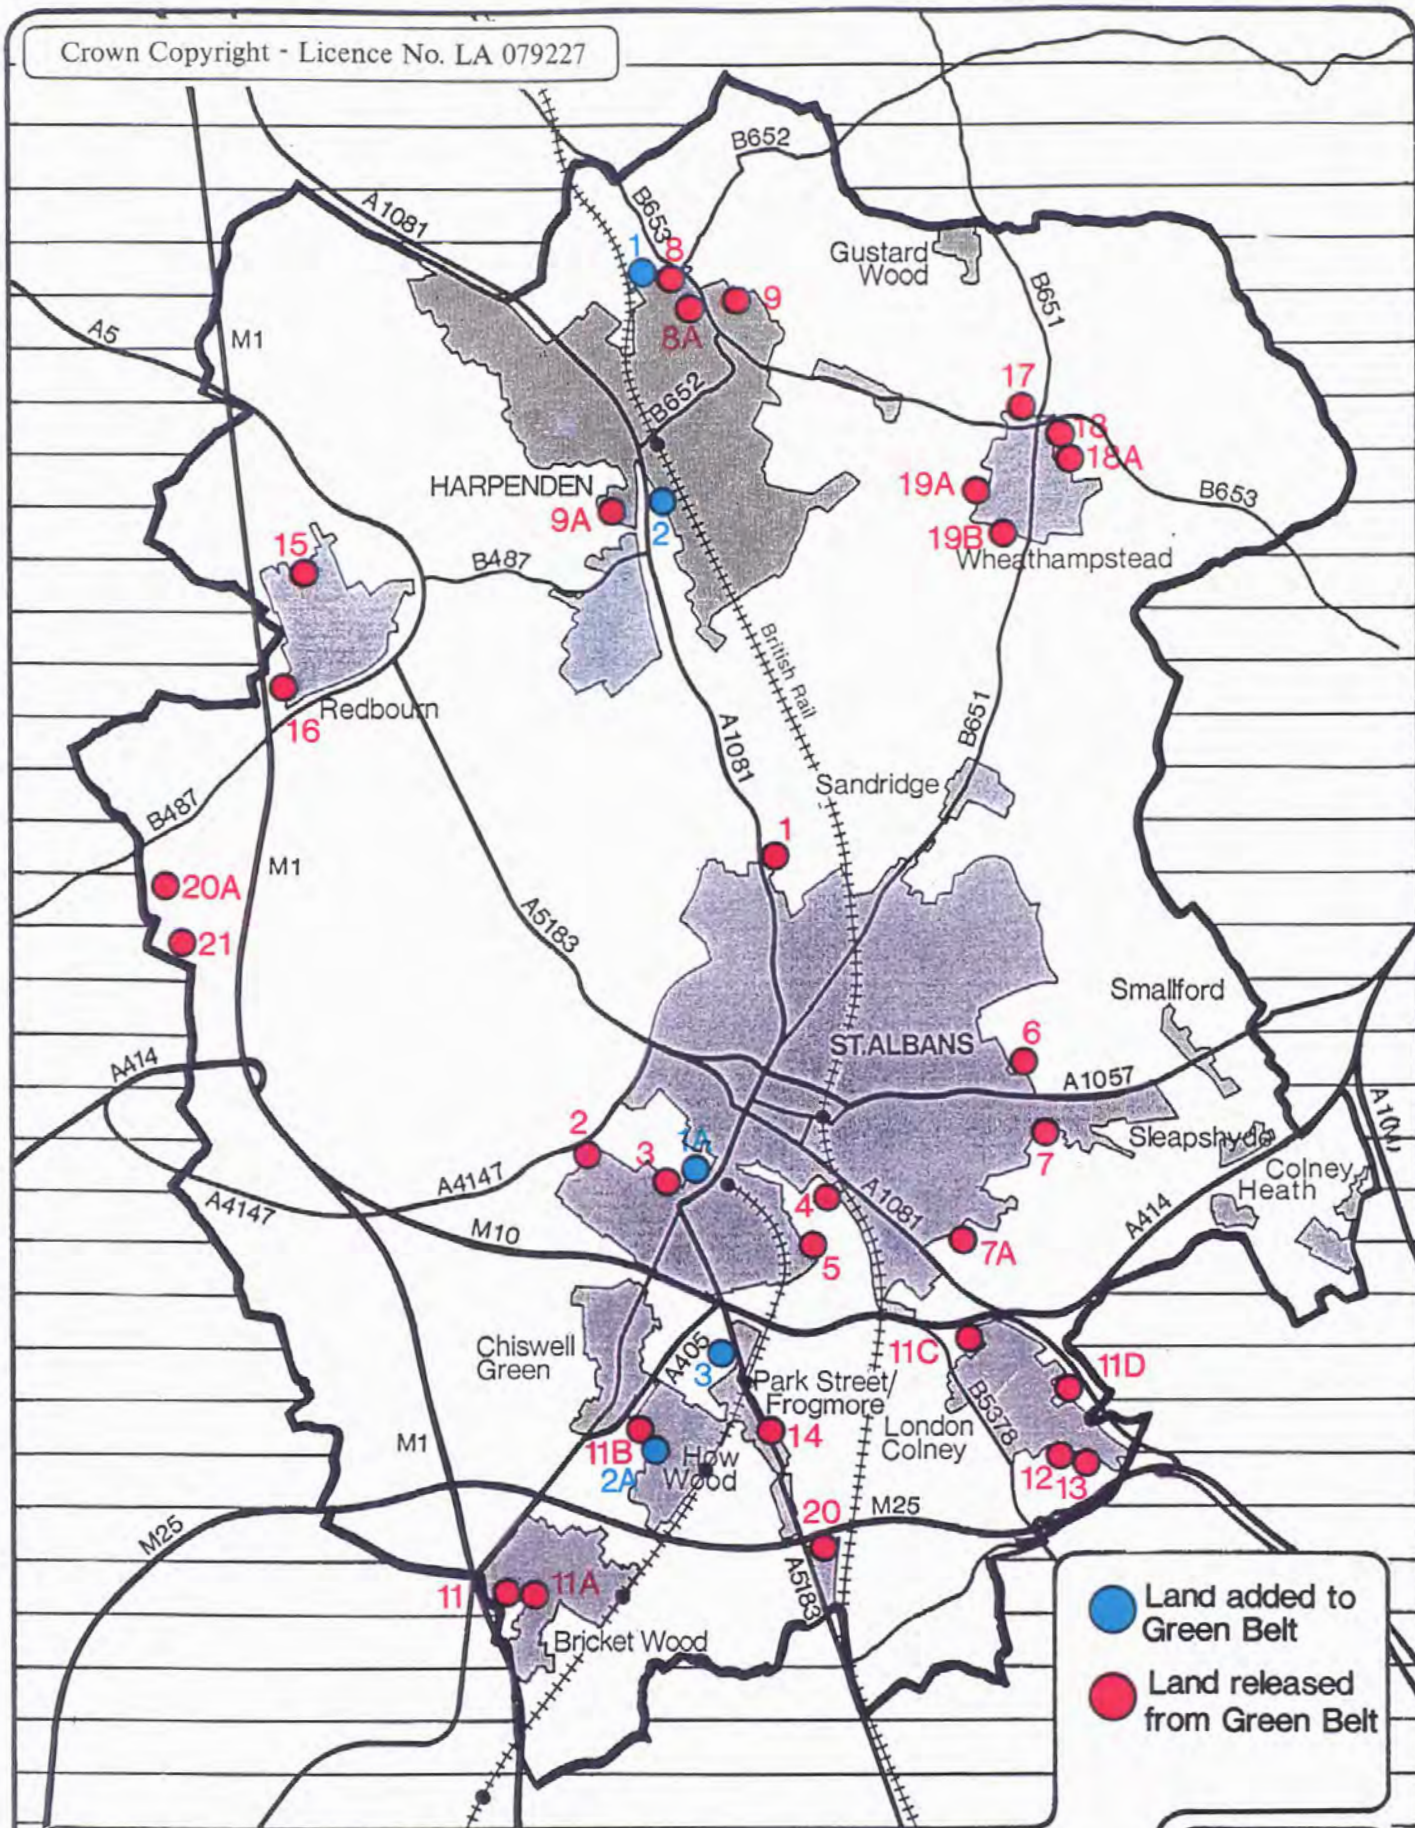 Crown Copyright - Licence No. LA 079227
B652
B653
A1081
1
8
Gustard
Wood
9
B651
A5
M1
8A
B652
17
18
18A
HARPENDEN
19A
B653
9A
2
19B
15
B487
Wheathampstead
British Rail
16
Redbourn
A1081
B651
Sandridge
B487
1
M1
20A
A5183
21
Smallford
ST.ALBANS
6
A414
A1057
2
1A
3
7
Sleapshyde
A4147
4
A1081
Colney
Heath
A4147
M10
A414
5
7A
Chiswell
Green
A405
3
11C
11D
Park Street/
Frogmore
B5378
London
Colney
M1
11B
14
How
Wood
2A
12
13
M25
20
M25
11
11A
A5183
Bricket Wood
Land added to
Green Belt
Land released
from Green Belt